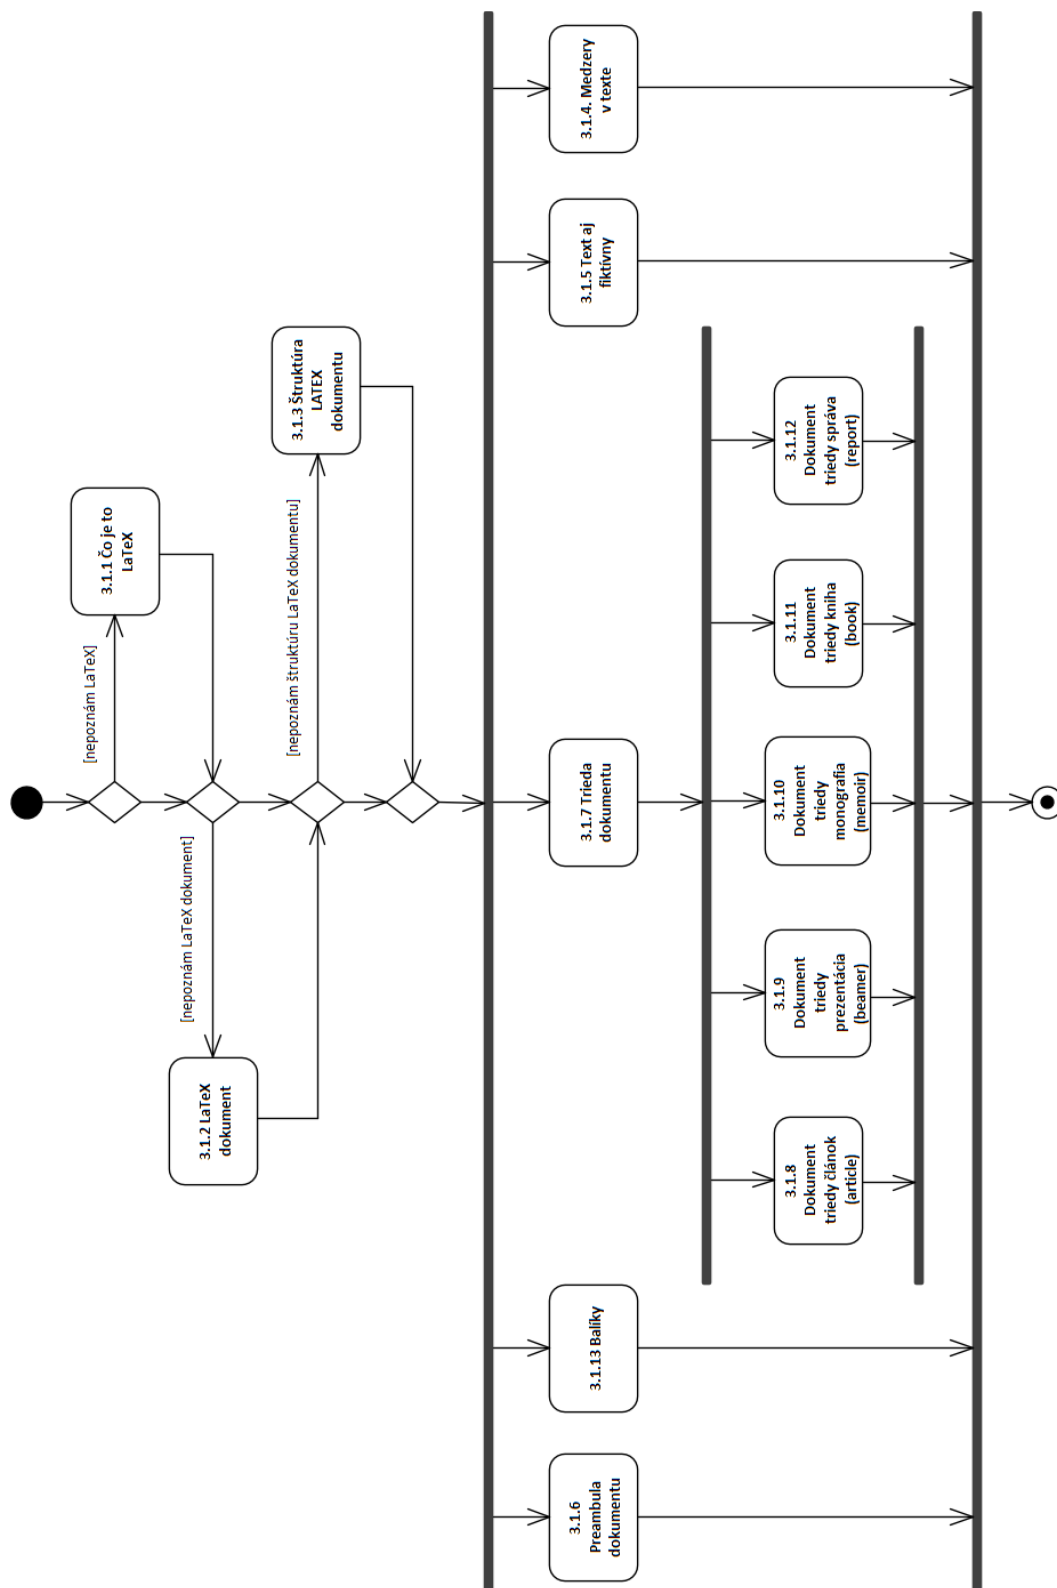 [nepoznám LaTeX]
3.1.1 Čo je to
LaTeX
[nepoznám LaTeX dokument]
3.1.2 LaTeX
dokument
[nepoznám štruktúru LaTeX dokumentu]
3.1.3 Štruktúra
LATEX
dokumentu
3.1.6
Preambula
dokumentu
3.1.13 Balíky
3.1.7 Trieda
dokumentu
3.1.5 Text aj
fiktívny
3.1.4. Medzery
v texte
3.1.8
Dokument
triedy článok
(article)
3.1.9
Dokument
triedy
prezentácia
(beamer)
3.1.10
Dokument
triedy
monografia
(memoir)
3.1.11
Dokument
triedy kniha
(book)
3.1.12
Dokument
triedy správa
(report)